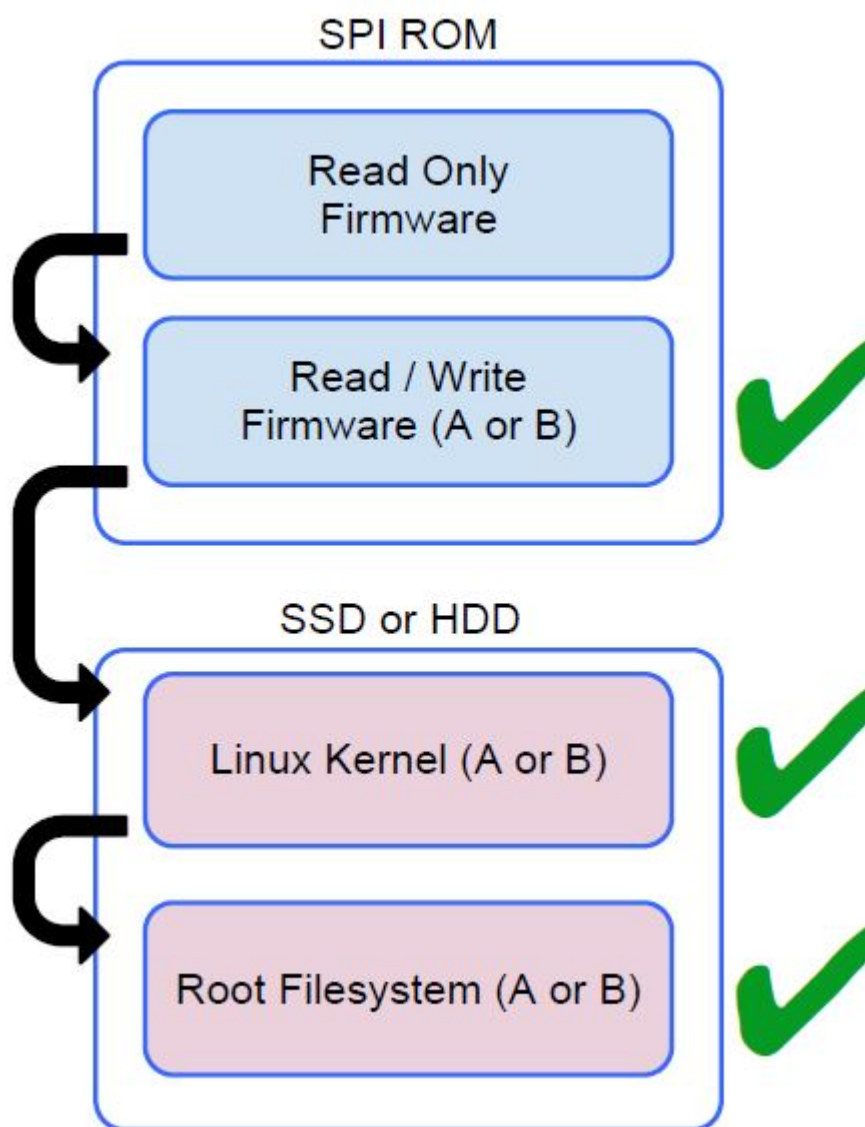 SPI ROM
Read Only
Firmware
Read / Write
Firmware (A or B)
SSD or HDD
Linux Kernel (A or B)
Root Filesystem (A or B)